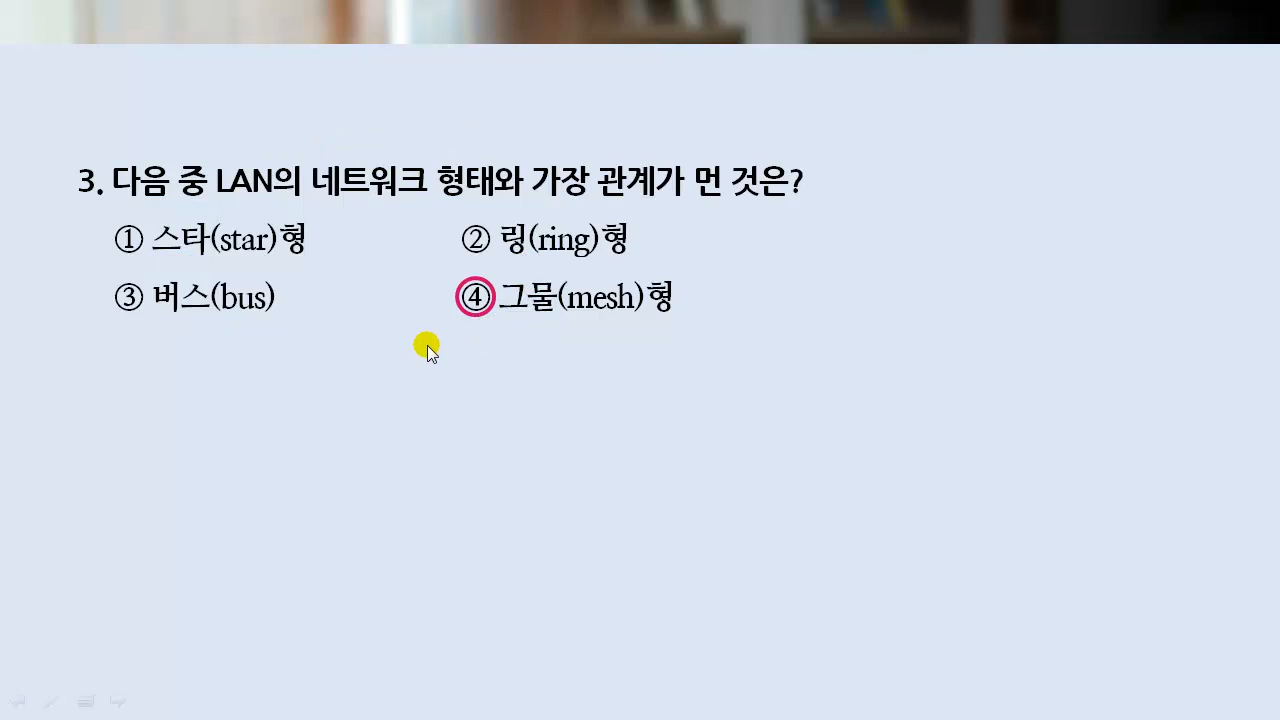 3. 다음 중 LAN의 네트워크 형태와 가장 관계가 먼 것은?
① 스타(star)형 ② 링(ring)형
③ 버스(bus) ④ 그물(mesh)형